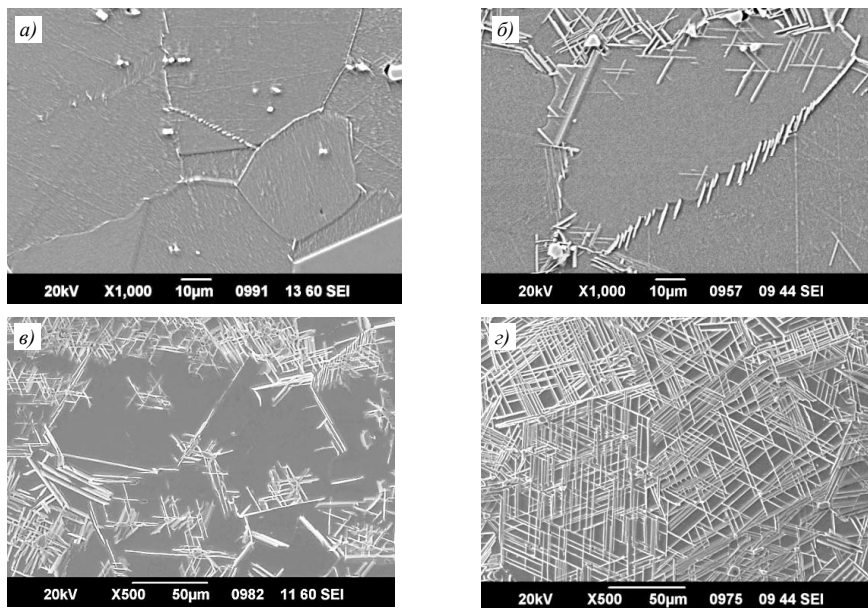 а)
20kV X1,000 10µm 0991 13 60 SEI
б)
20kV X1,000 10µm 0957 09 44 SEI
в)
20kV X500 50µm 0982 11 60 SEI
г)
20kV X500 50µm 0975 09 44 SEI